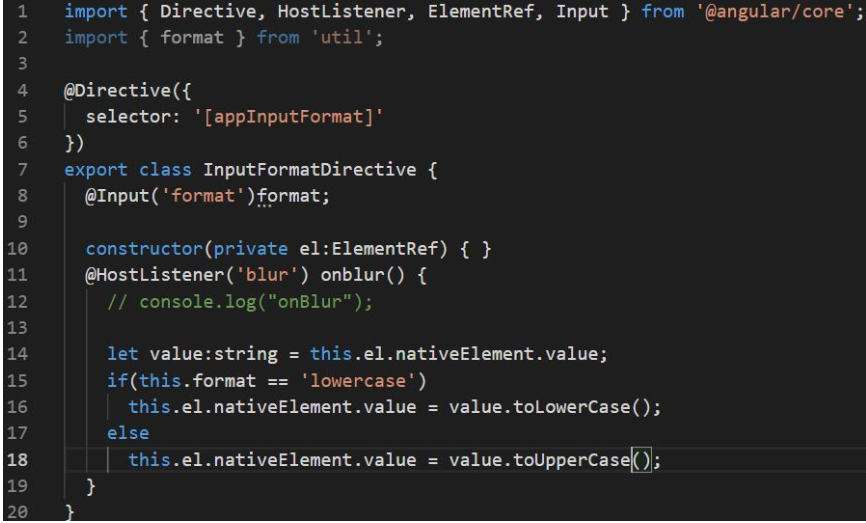 1 import { Directive, HostListener, ElementRef, Input } from '@angular/core';
2 import { format } from 'util';
3
4 @Directive({
5   selector: '[appInputFormat]'
6 })
7 export class InputFormatDirective {
8   @Input('format')format;
9
10   constructor(private el:ElementRef) { }
11   @HostListener('blur') onblur() {
12     // console.log("onBlur");
13
14     let value:string = this.el.nativeElement.value;
15     if(this.format == 'lowercase')
16       this.el.nativeElement.value = value.toLowerCase();
17     else
18       this.el.nativeElement.value = value.toUpperCase();
19   }
20 }